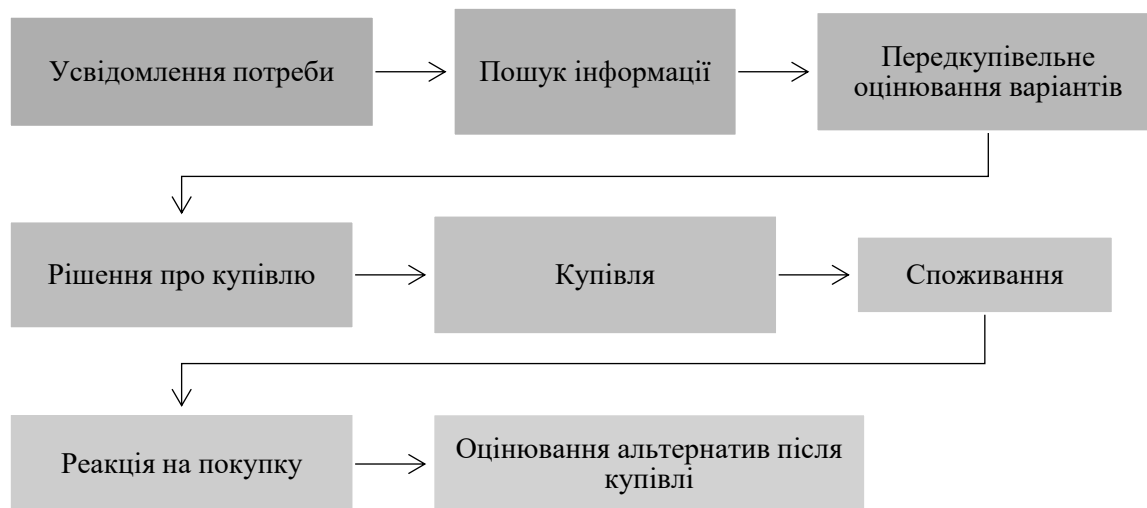 Усвідомлення потреби
Пошук інформації
Передкупівельне
оцінювання варіантів
Рішення про купівлю
Купівля
Споживання
Реакція на покупку
Оцінювання альтернатив після
купівлі